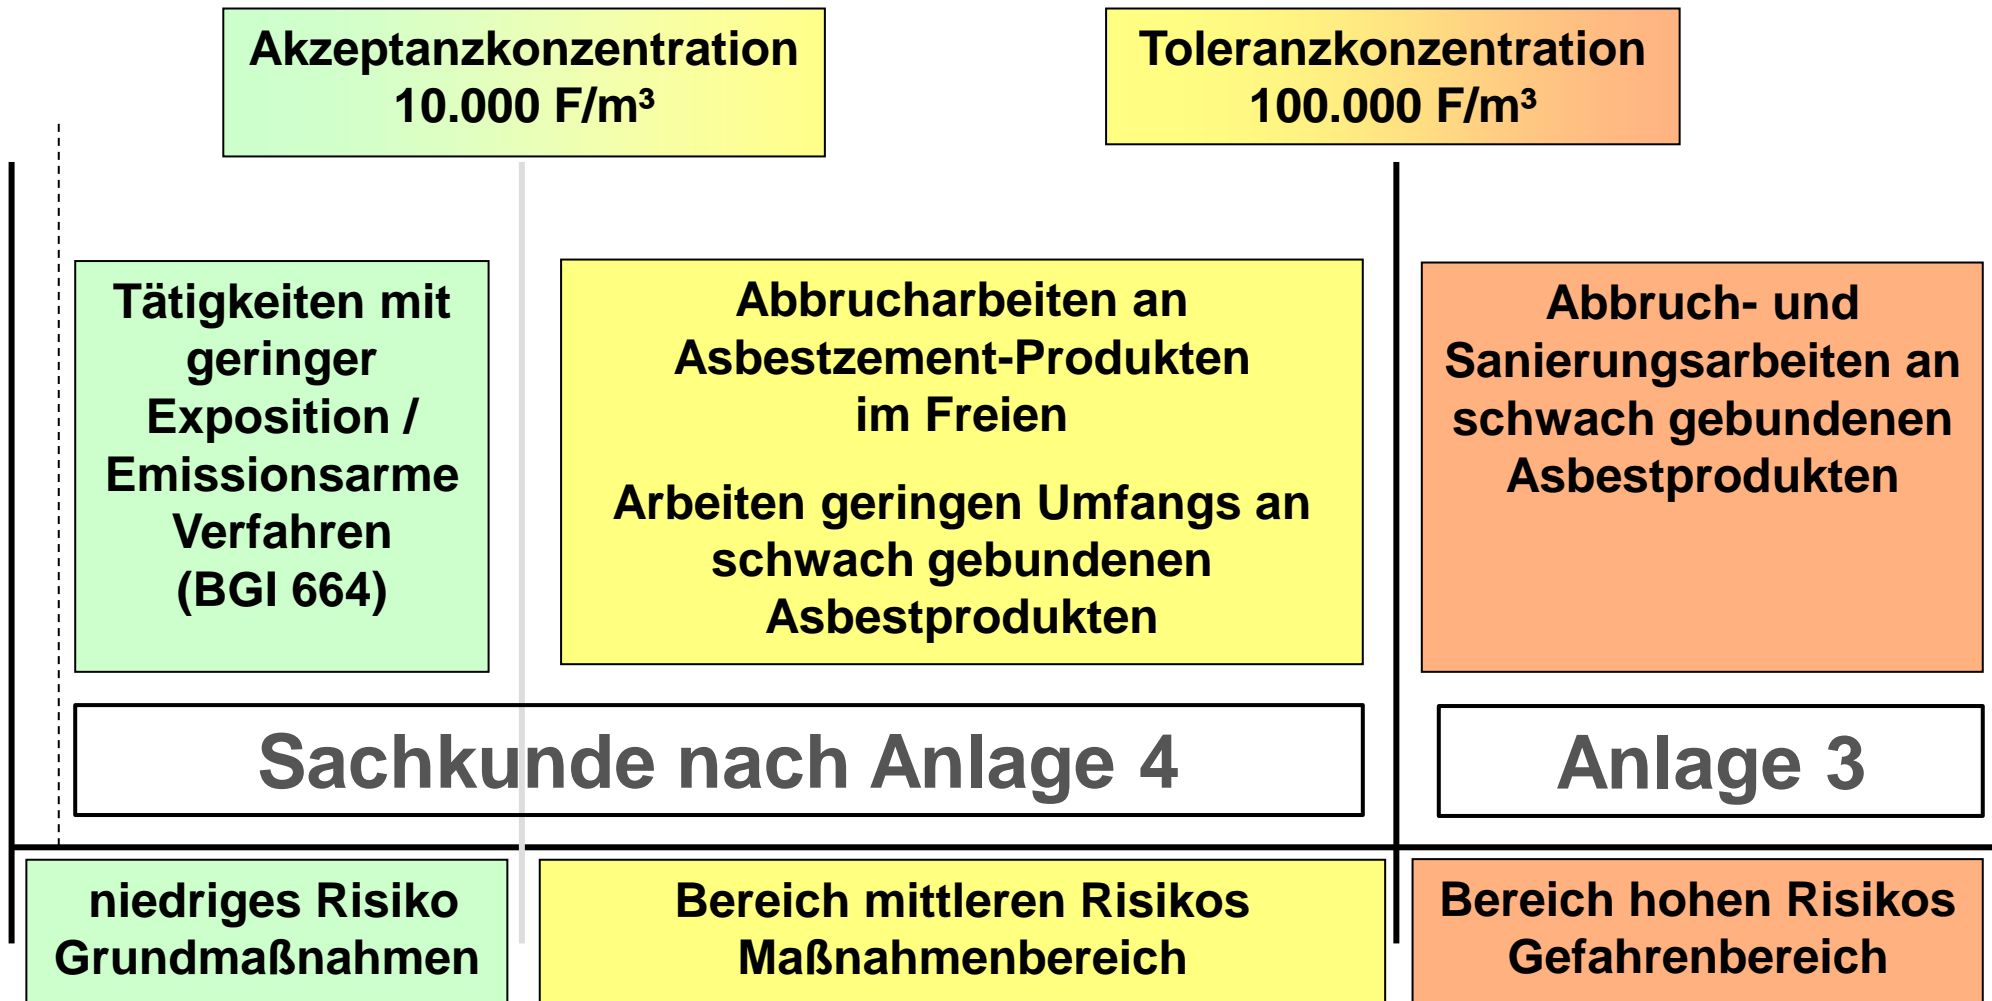 Akzeptanzkonzentration
10.000 F/m³
Toleranzkonzentration
100.000 F/m³
Tätigkeiten mit
geringer
Exposition /
Emissionsarme
Verfahren
(BGI 664)
Abbrucharbeiten an
Asbestzement-Produkten
im Freien
Arbeiten geringen Umfangs an
schwach gebundenen
Asbestprodukten
Abbruch- und
Sanierungsarbeiten an
schwach gebundenen
Asbestprodukten
Sachkunde nach Anlage 4
Anlage 3
niedriges Risiko
Grundmaßnahmen
Bereich mittleren Risikos
Maßnahmenbereich
Bereich hohen Risikos
Gefahrenbereich